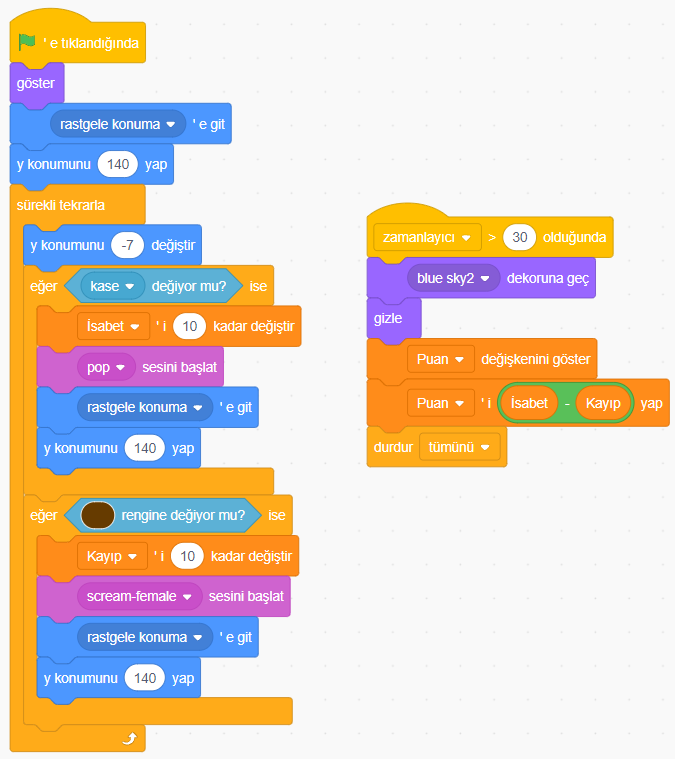 ' e tıklandığında
göster
rastgele konuma ' e git
y konumunu 140 yap
sürekli tekrarla
y konumunu -7 değiştir
eğer kase değiyor mu? ise
İsabet ' i 10 kadar değiştir
pop sesini başlat
rastgele konuma ' e git
y konumunu 140 yap
eğer rengine değiyor mu? ise
Kayıp ' i 10 kadar değiştir
scream-female sesini başlat
rastgele konuma ' e git
y konumunu 140 yap
zamanlayıcı > 30 olduğunda
blue sky2 dekoruna geç
gizle
Puan değişkenini göster
Puan ' i İsabet - Kayıp yap
durdur tümünü